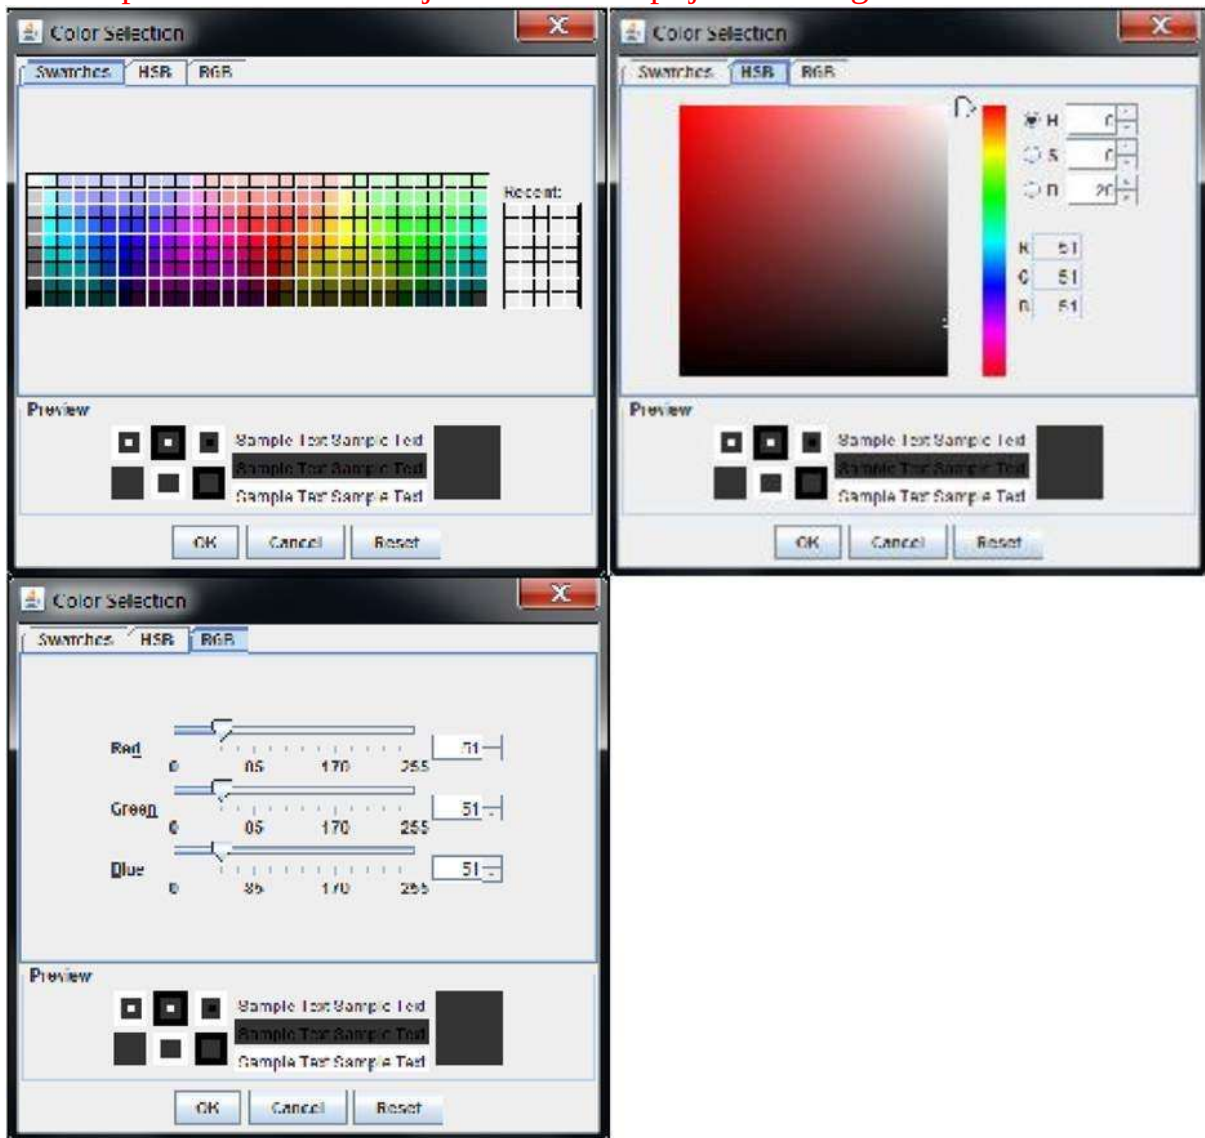 Color Selection
Swatches HSB RGB
Recent:
Preview
Sample Text Sample Text
Sample Text Sample Text
Sample Text Sample Text
OK Cancel Reset
Color Selection
Swatches HSB RGB
H 0
S 0
B 20
R 51
G 51
B 51
Preview
Sample Text Sample Text
Sample Text Sample Text
Sample Text Sample Text
OK Cancel Reset
Color Selection
Swatches HSB RGB
Red 51
0 85 170 255
Green 51
0 85 170 255
Blue 51
0 85 170 255
Preview
Sample Text Sample Text
Sample Text Sample Text
Sample Text Sample Text
OK Cancel Reset